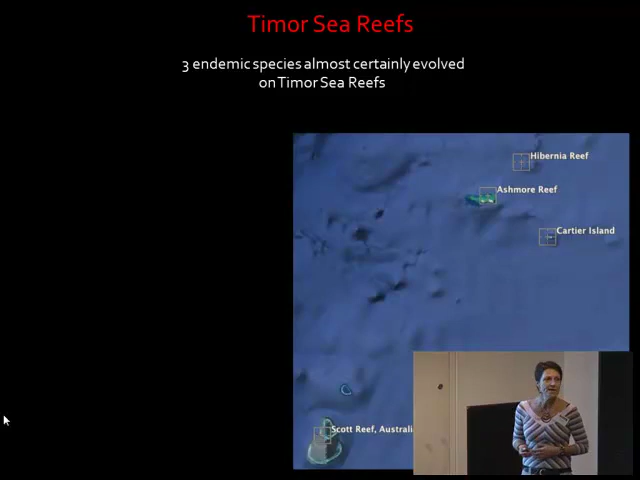 Timor Sea Reefs
3 endemic species almost certainly evolved
on Timor Sea Reefs
Hibernia Reef
Ashmore Reef
Cartier Island
Scott Reef, Australi